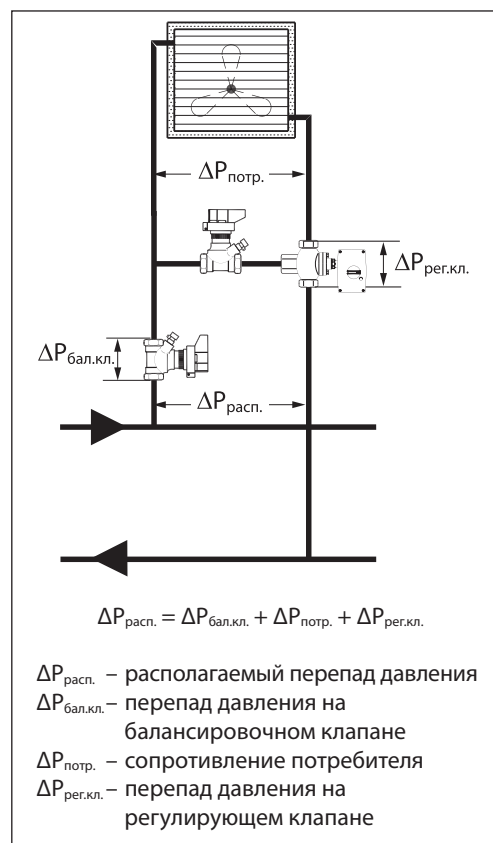 ΔPпотр.
ΔPрег.кл.
ΔPбал.кл.
ΔPрасп.
ΔPрасп. = ΔPбал.кл. + ΔPпотр. + ΔPрег.кл.
ΔPрасп. – располагаемый перепад давления
ΔPбал.кл. – перепад давления на
балансировочном клапане
ΔPпотр. – сопротивление потребителя
ΔPрег.кл. – перепад давления на
регулирующем клапане